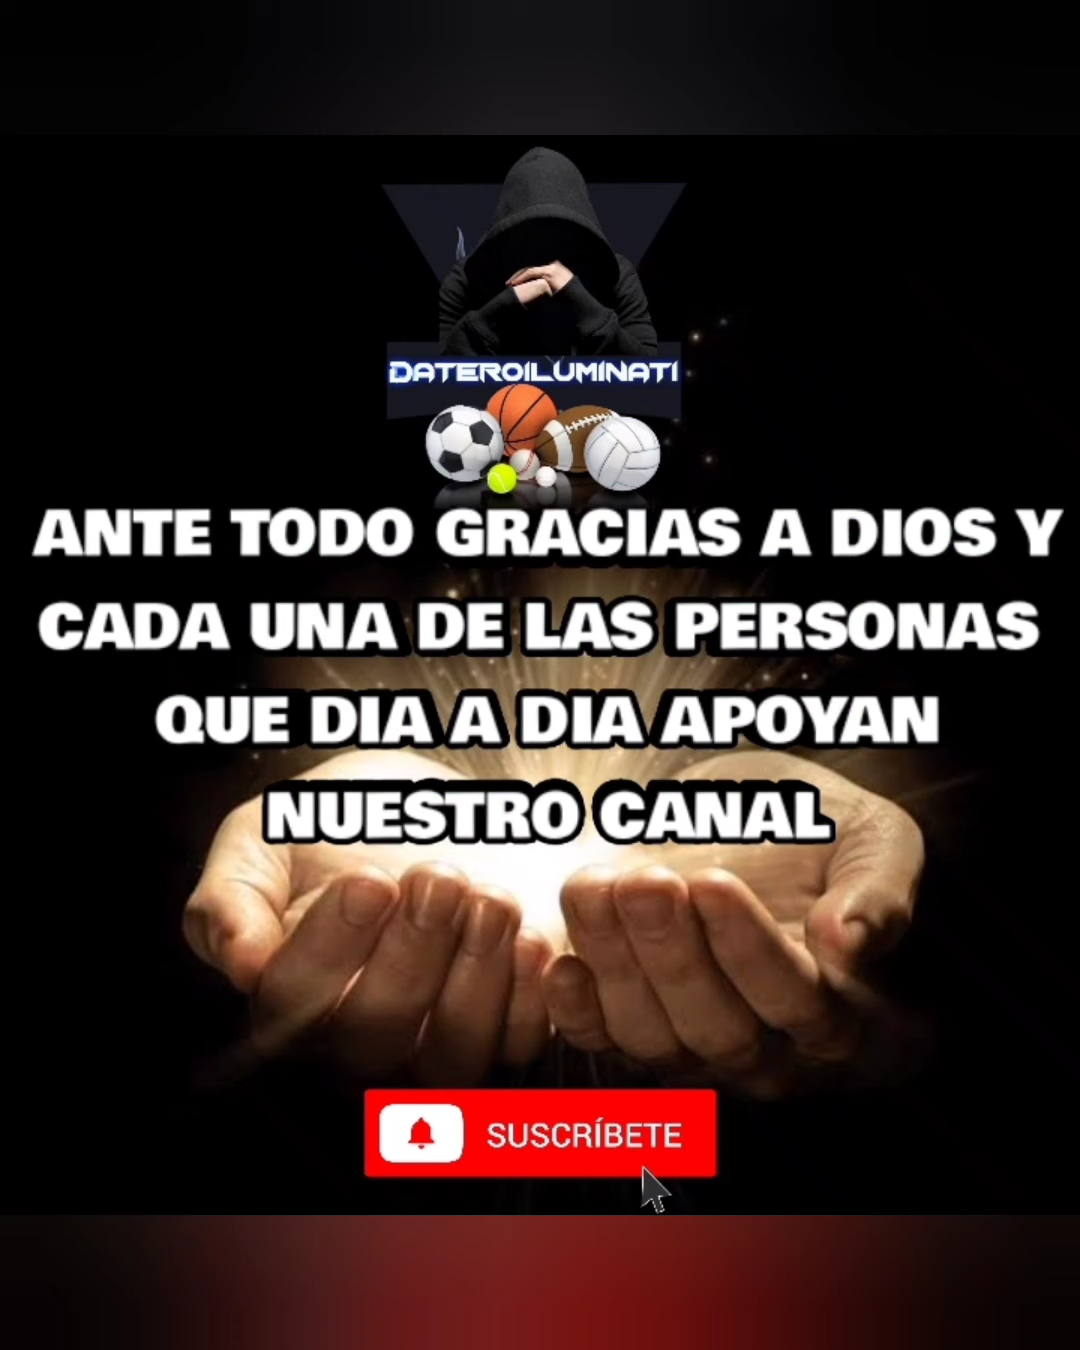 DATEROILUMINATI
ANTE TODO GRACIAS A DIOS Y
CADA UNA DE LAS PERSONAS
QUE DIA A DIA APOYAN
NUESTRO CANAL
SUSCRÍBETE